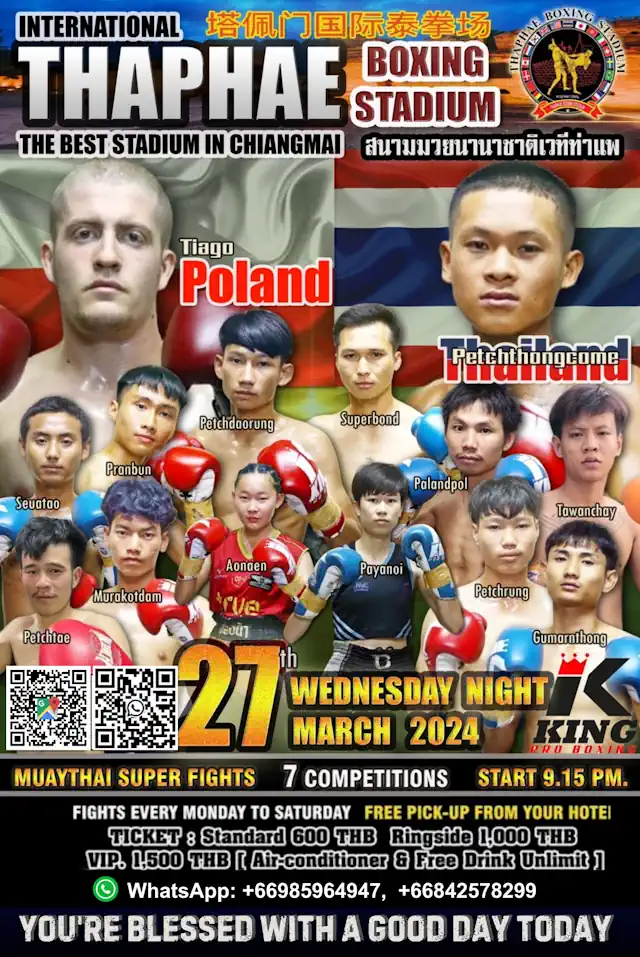 INTERNATIONAL
塔佩门国际泰拳场
THAPHAE
BOXING
STADIUM
THAPHAE BOXING STADIUM
THE BEST STADIUM IN CHIANGMAI
สนามมวยนานาชาติเวทีท่าแพ
Tiago
Poland
Thailand
Petchthongcome
Petchdaorung
Superbond
Pranbun
Palandpol
Seuatao
Tawanchay
Aonaen
Payanoi
Murakotdam
Petchrung
Petchtae
Gumarnthong
27th
WEDNESDAY NIGHT
MARCH 2024
K
KING
PRO BOXING
MUAYTHAI SUPER FIGHTS 7 COMPETITIONS START 9.15 PM.
FIGHTS EVERY MONDAY TO SATURDAY FREE PICK-UP FROM YOUR HOTEl
TICKET : Standard 600 THB Ringside 1,000 THB
VIP. 1,500 THB [ Air-conditioner & Free Drink Unlimit ]
WhatsApp: +66985964947, +66842578299
YOU'RE BLESSED WITH A GOOD DAY TODAY